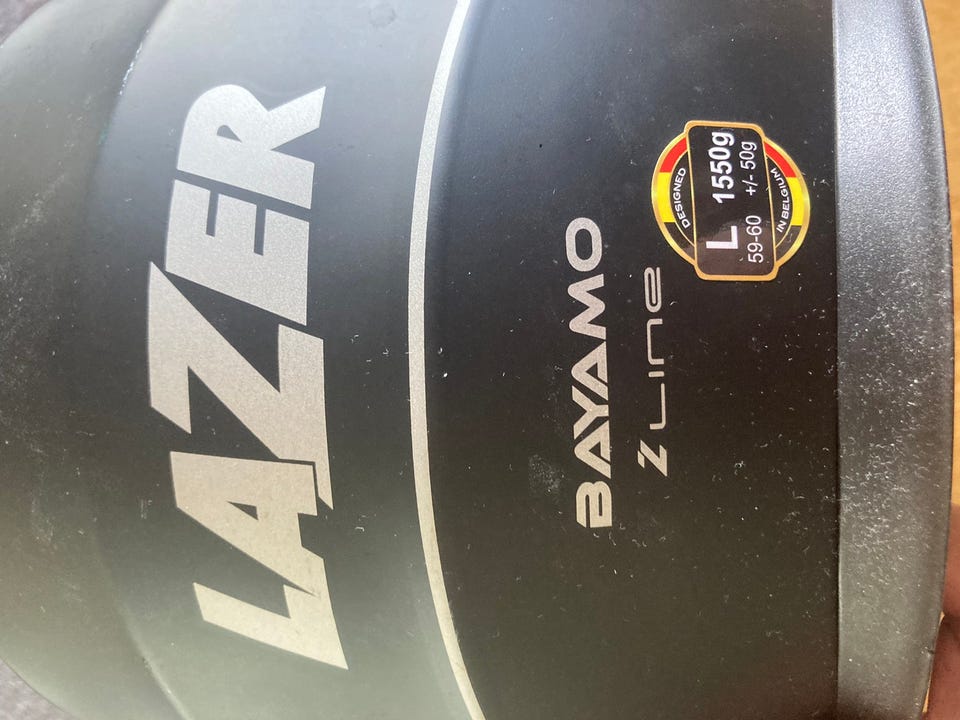 LAZER
BAYAMO
Z LINE
DESIGNED
L 1550g
59-60 +/- 50g
IN BELGIUM